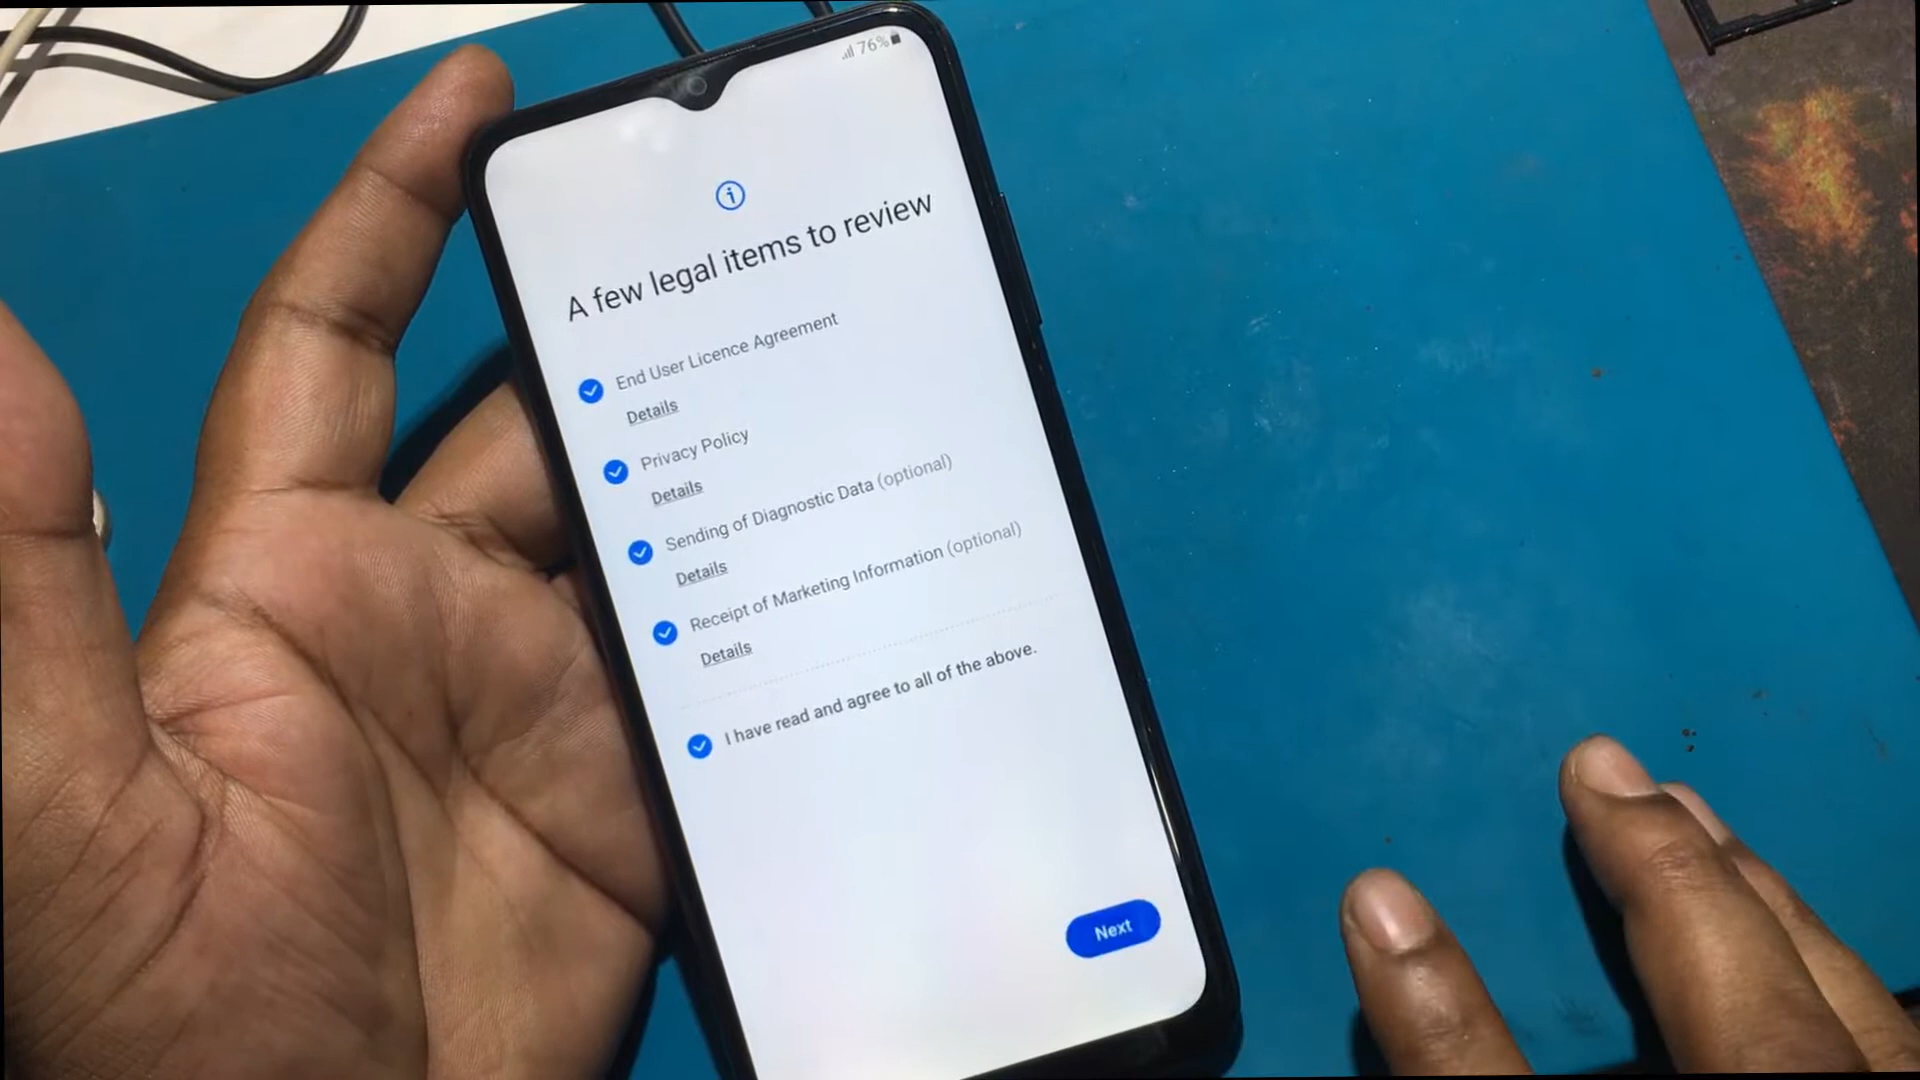 76%
A few legal items to review
End User Licence Agreement
Details
Privacy Policy
Details
Sending of Diagnostic Data (optional)
Details
Receipt of Marketing Information (optional)
Details
I have read and agree to all of the above.
Next